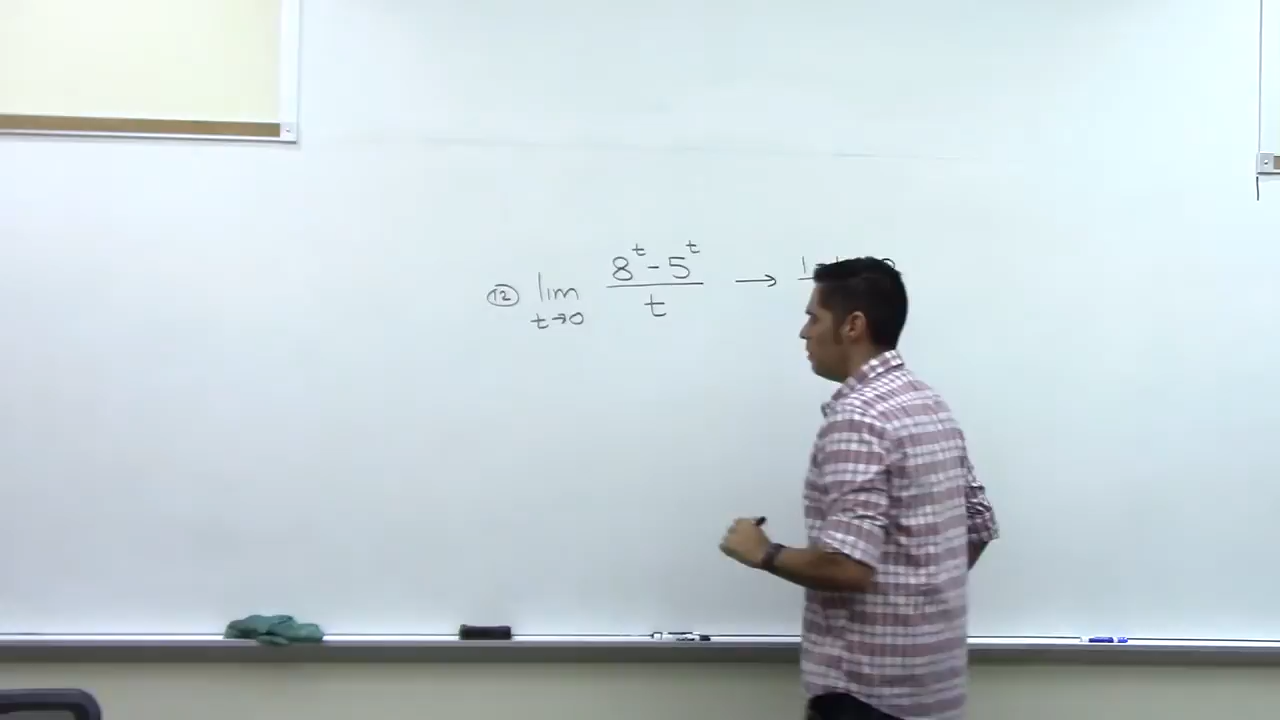 ⑫ lim t→0 (8^t - 5^t)/t →